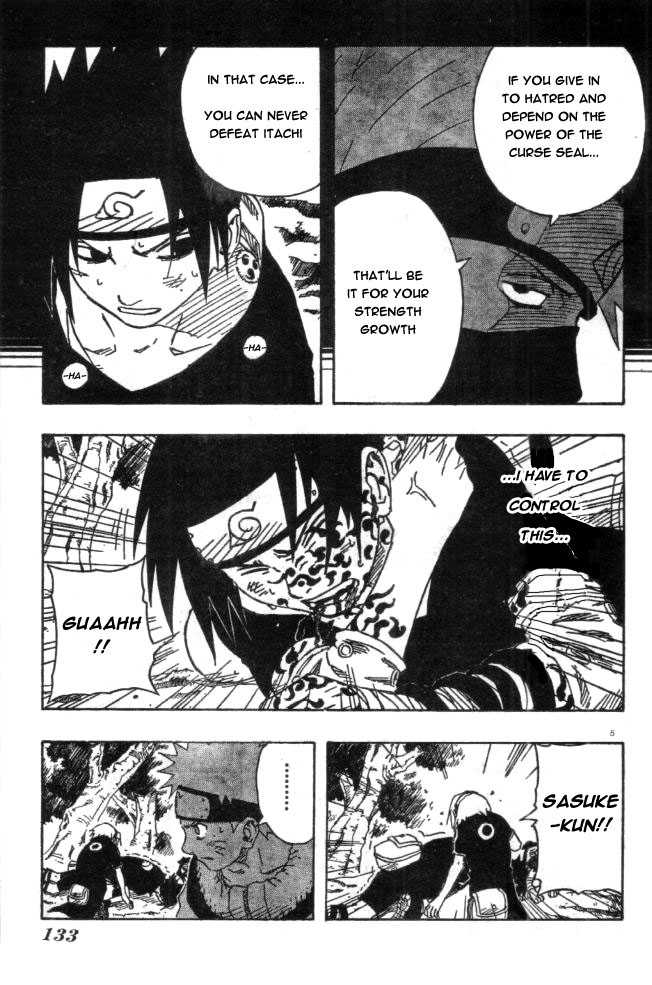 IF YOU GIVE IN
TO HATRED AND
DEPEND ON THE
POWER OF THE
CURSE SEAL...
THAT'LL BE
IT FOR YOUR
STRENGTH
GROWTH
IN THAT CASE...
YOU CAN NEVER
DEFEAT ITACHI
-HA-
-HA-
...I HAVE TO
CONTROL
THIS...
GUAAHH
!!
5
SASUKE
-KUN!!
.........
133